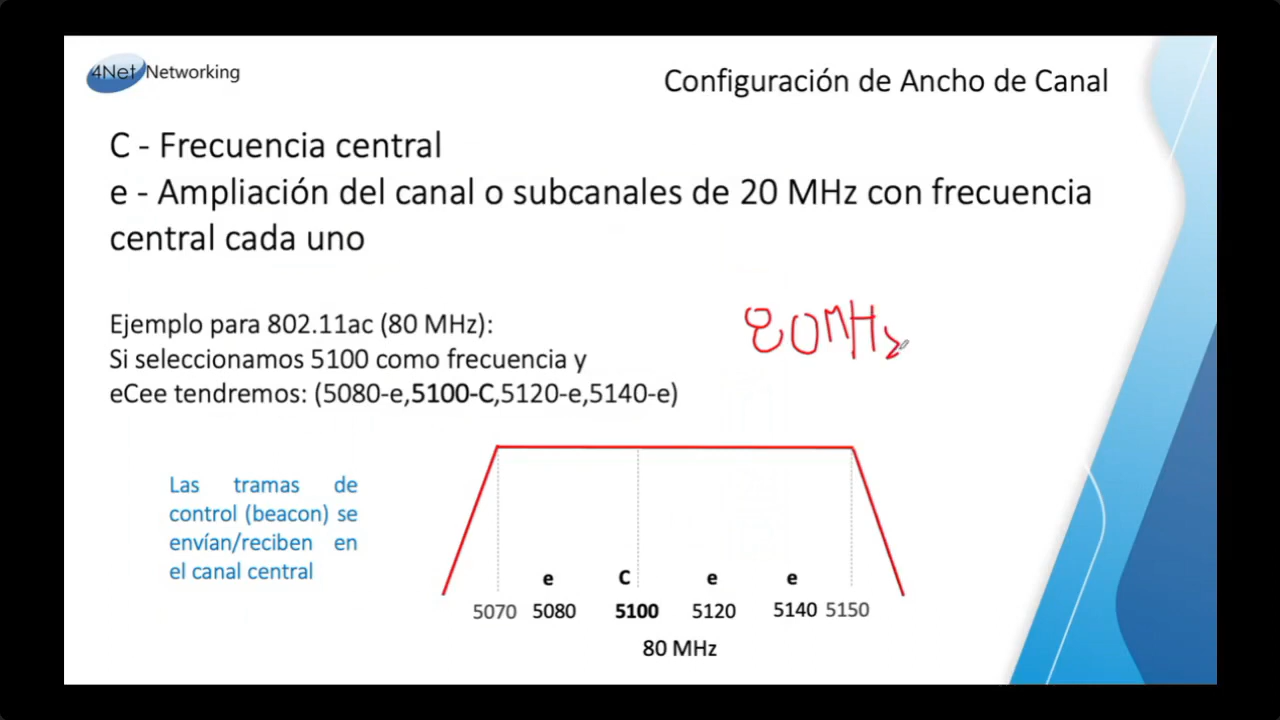 4Net Networking
Configuración de Ancho de Canal
C - Frecuencia central
e - Ampliación del canal o subcanales de 20 MHz con frecuencia
central cada uno
Ejemplo para 802.11ac (80 MHz):
Si seleccionamos 5100 como frecuencia y
eCee tendremos: (5080-e,5100-C,5120-e,5140-e)
80MHz
Las tramas de
control (beacon) se
envían/reciben en
el canal central
e C e e
5070 5080 5100 5120 5140 5150
80 MHz